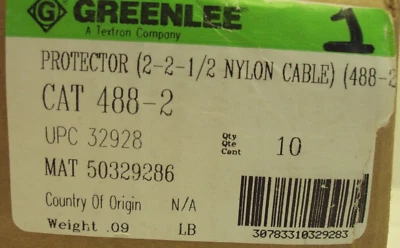 GREENLEE
A Textron Company
1
PROTECTOR (2-2-1/2 NYLON CABLE) (488-2
CAT 488-2
UPC 32928
Qty
Qte
Cant
10
MAT 50329286
Country Of Origin N/A
Weight .09 LB
30783310329283